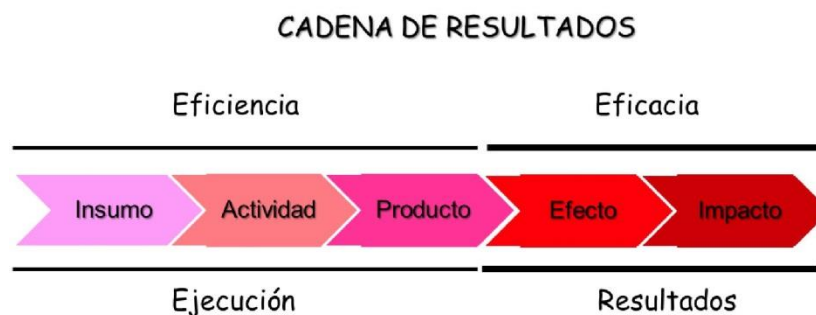 CADENA DE RESULTADOS
Eficiencia Eficacia
Insumo Actividad Producto Efecto Impacto
Ejecución Resultados